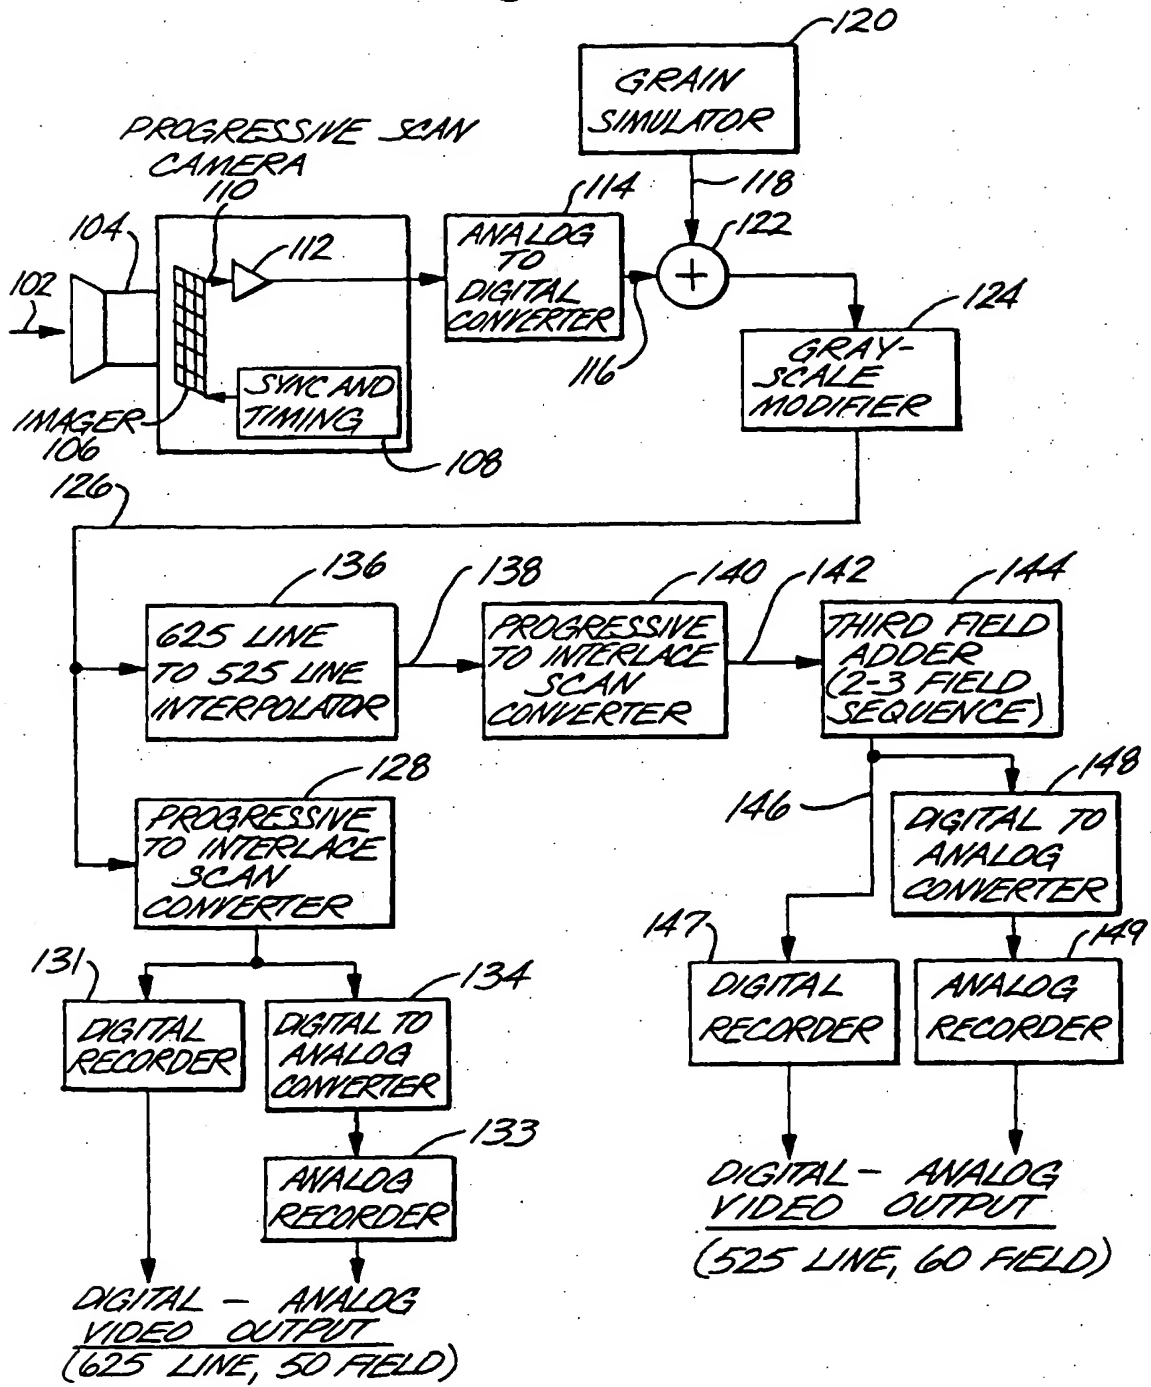 120
GRAIN
SIMULATOR
PROGRESSIVE SCAN
CAMERA
110
118
114
104
112
ANALOG
TO
DIGITAL
CONVERTER
122
+
102
116
124
GRAY-
SCALE
MODIFIER
SYNC AND
TIMING
IMAGER
106
108
126
136
138
140
142
144
625 LINE
TO 525 LINE
INTERPOLATOR
PROGRESSIVE
TO INTERLACE
SCAN
CONVERTER
THIRD FIELD
ADDER
(2-3 FIELD
SEQUENCE)
128
PROGRESSIVE
TO INTERLACE
SCAN
CONVERTER
146
148
DIGITAL TO
ANALOG
CONVERTER
131
134
147
149
DIGITAL
RECORDER
DIGITAL TO
ANALOG
CONVERTER
DIGITAL
RECORDER
ANALOG
RECORDER
133
ANALOG
RECORDER
DIGITAL - ANALOG
VIDEO OUTPUT
(525 LINE, 60 FIELD)
DIGITAL - ANALOG
VIDEO OUTPUT
(625 LINE, 50 FIELD)